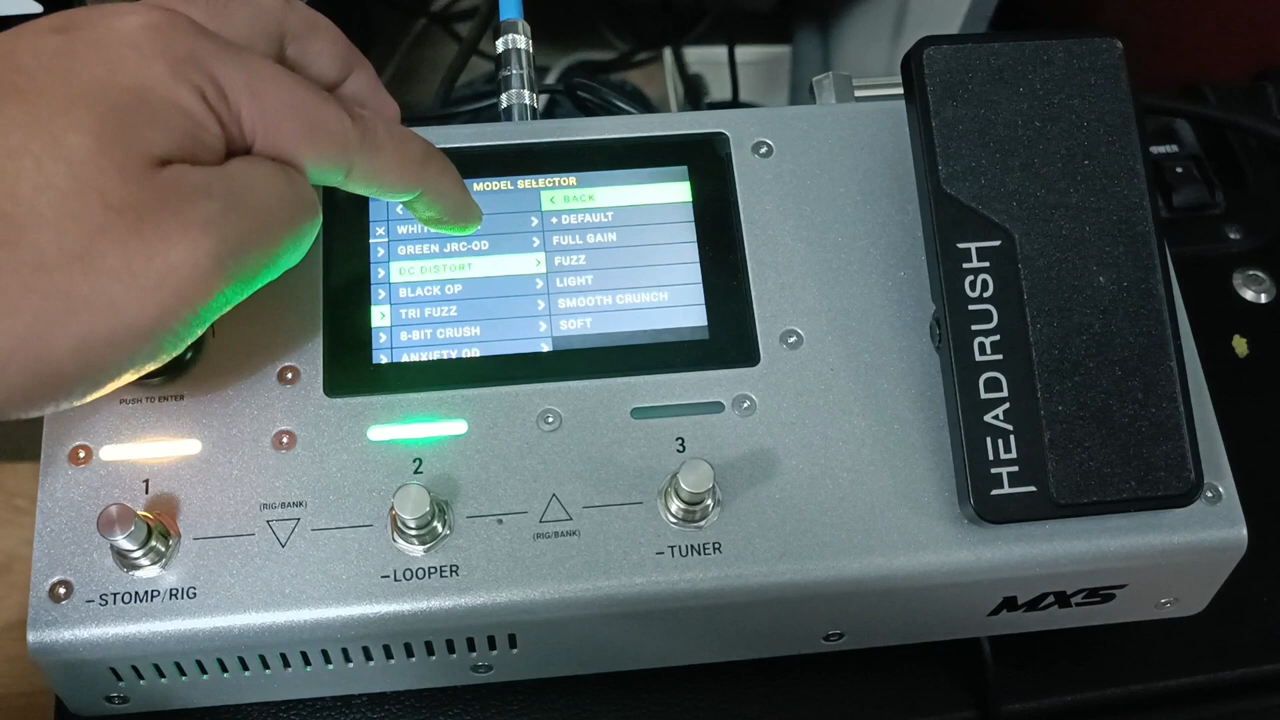 MODEL SELECTOR
< BACK
WHITE
GREEN JRC-OD
DC DISTORT
BLACK OP
TRI FUZZ
8-BIT CRUSH
ANXIETY OD
+ DEFAULT
FULL GAIN
FUZZ
LIGHT
SMOOTH CRUNCH
SOFT
PUSH TO ENTER
1
2
3
(RIG/BANK)
(RIG/BANK)
–STOMP/RIG
–LOOPER
–TUNER
HEADRUSH
MX5